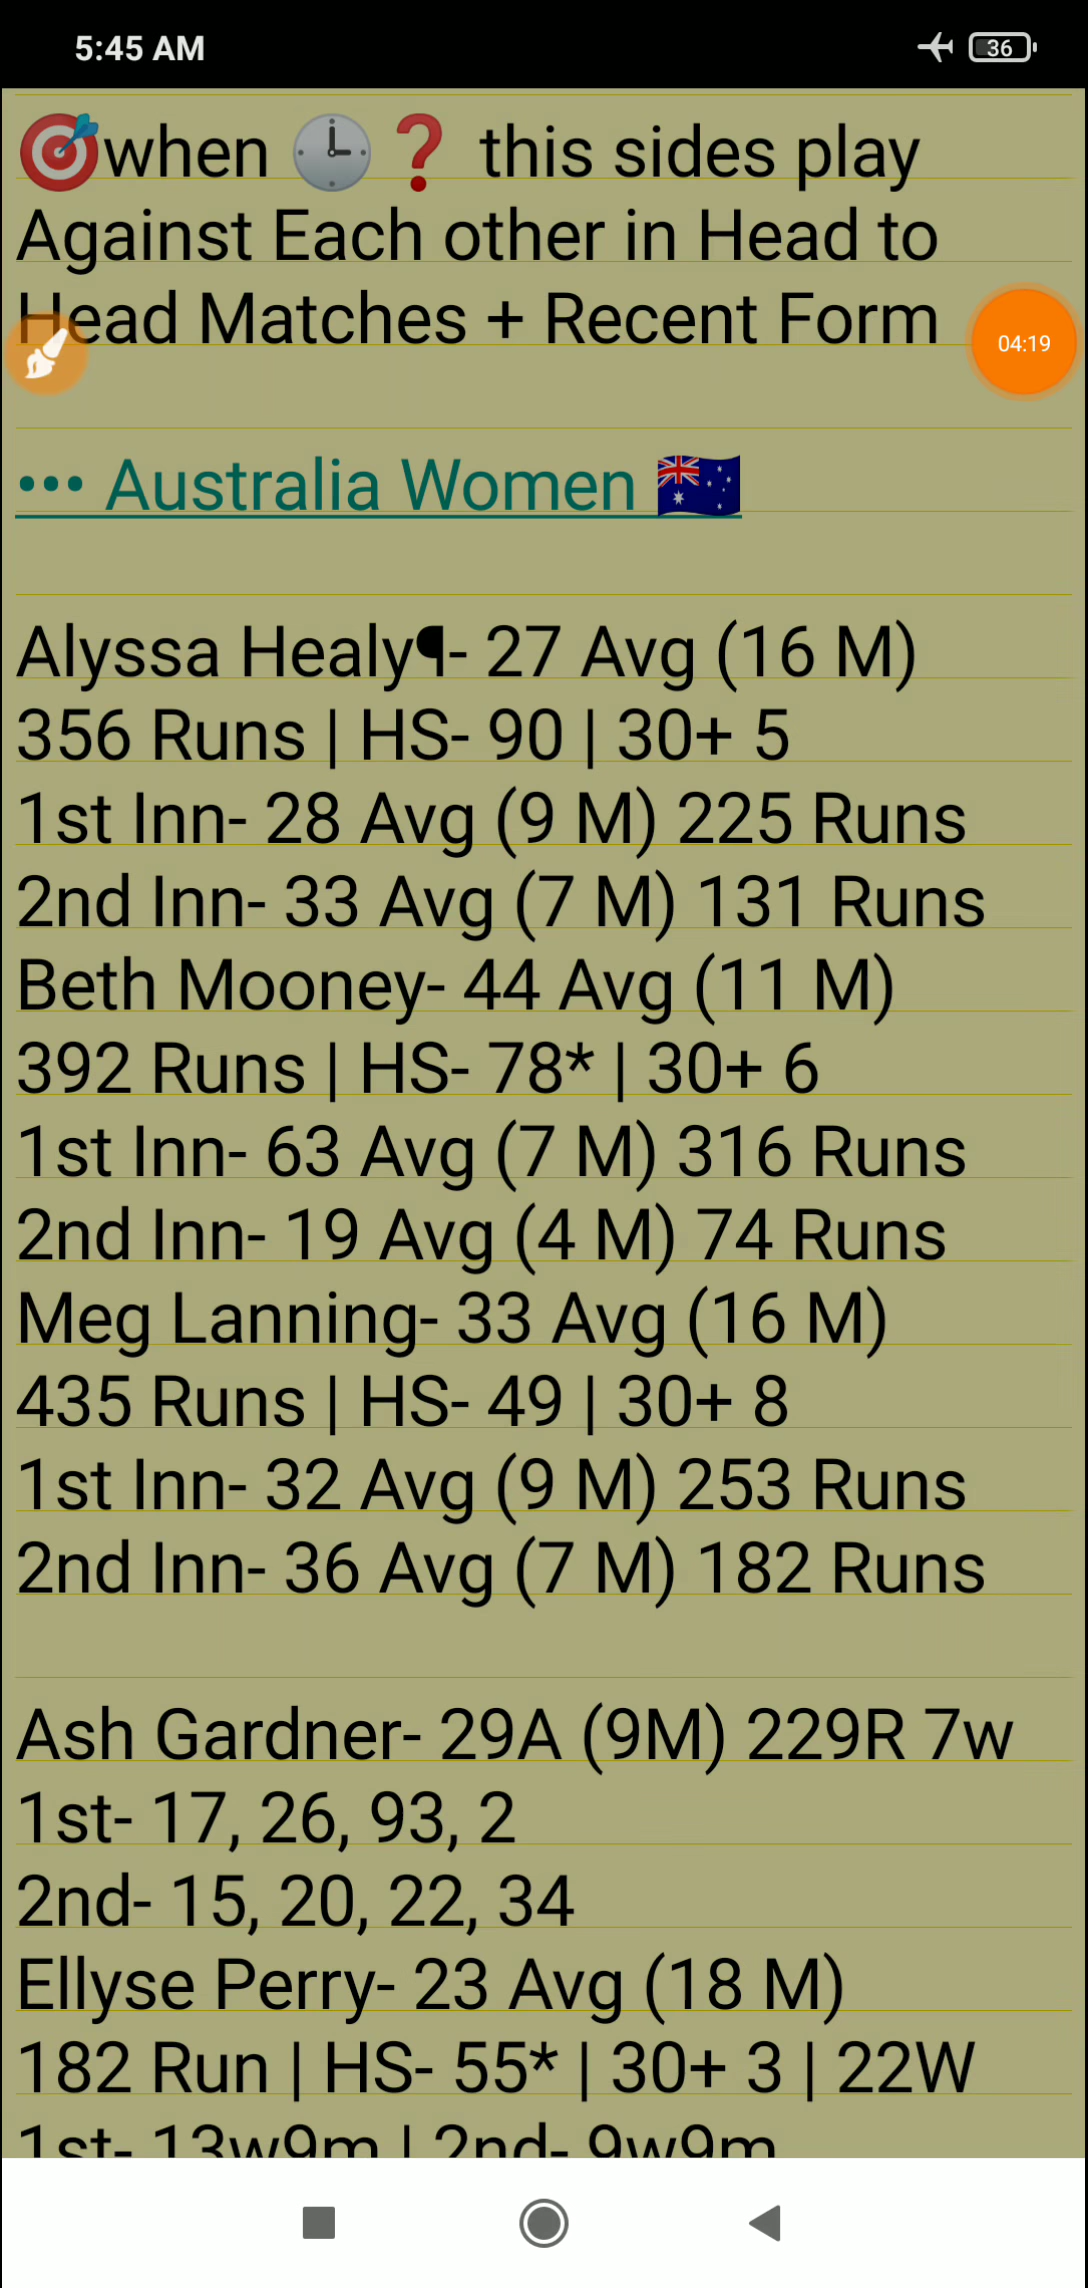 5:45 AM
36
🎯when 🕒❓ this sides play
Against Each other in Head to
Head Matches + Recent Form
04:19
••• Australia Women 🇦🇺
Alyssa Healy¶- 27 Avg (16 M)
356 Runs | HS- 90 | 30+ 5
1st Inn- 28 Avg (9 M) 225 Runs
2nd Inn- 33 Avg (7 M) 131 Runs
Beth Mooney- 44 Avg (11 M)
392 Runs | HS- 78* | 30+ 6
1st Inn- 63 Avg (7 M) 316 Runs
2nd Inn- 19 Avg (4 M) 74 Runs
Meg Lanning- 33 Avg (16 M)
435 Runs | HS- 49 | 30+ 8
1st Inn- 32 Avg (9 M) 253 Runs
2nd Inn- 36 Avg (7 M) 182 Runs
Ash Gardner- 29A (9M) 229R 7w
1st- 17, 26, 93, 2
2nd- 15, 20, 22, 34
Ellyse Perry- 23 Avg (18 M)
182 Run | HS- 55* | 30+ 3 | 22W
1st- 13w9m | 2nd- 9w9m